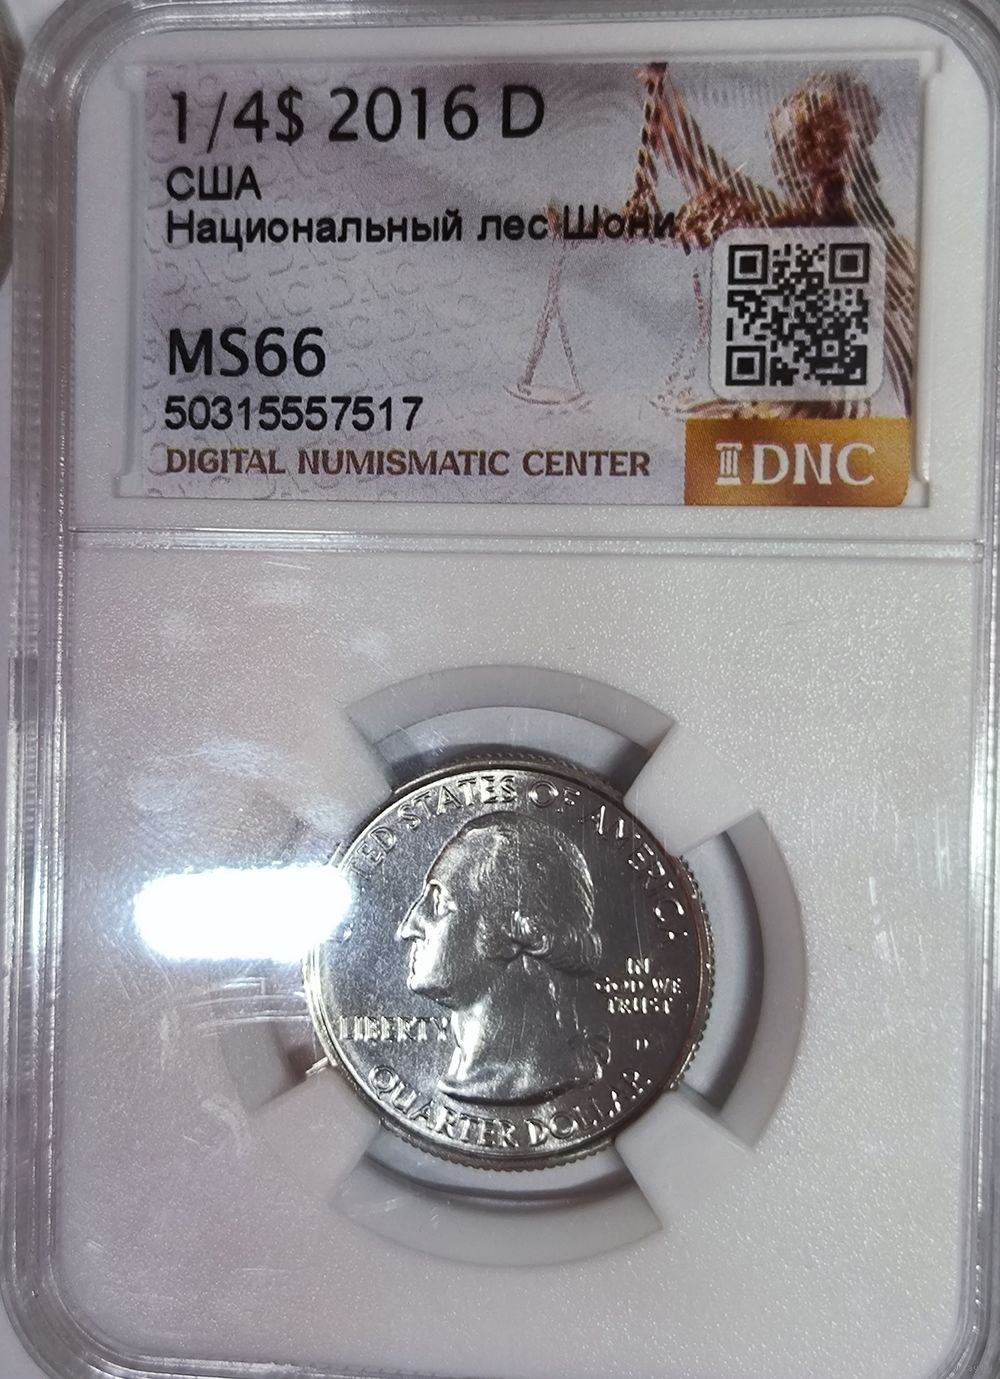 1/4$ 2016 D
США
Национальный лес Шони
MS66
50315557517
DIGITAL NUMISMATIC CENTER
DNC
STATES OF AMERICA
IN
GOD WE
TRUST
LIBERTY
D
QUARTER DOLLAR